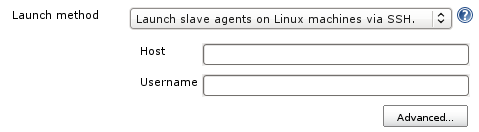 Launch method Launch slave agents on Linux machines via SSH. ?
Host
Username
Advanced...